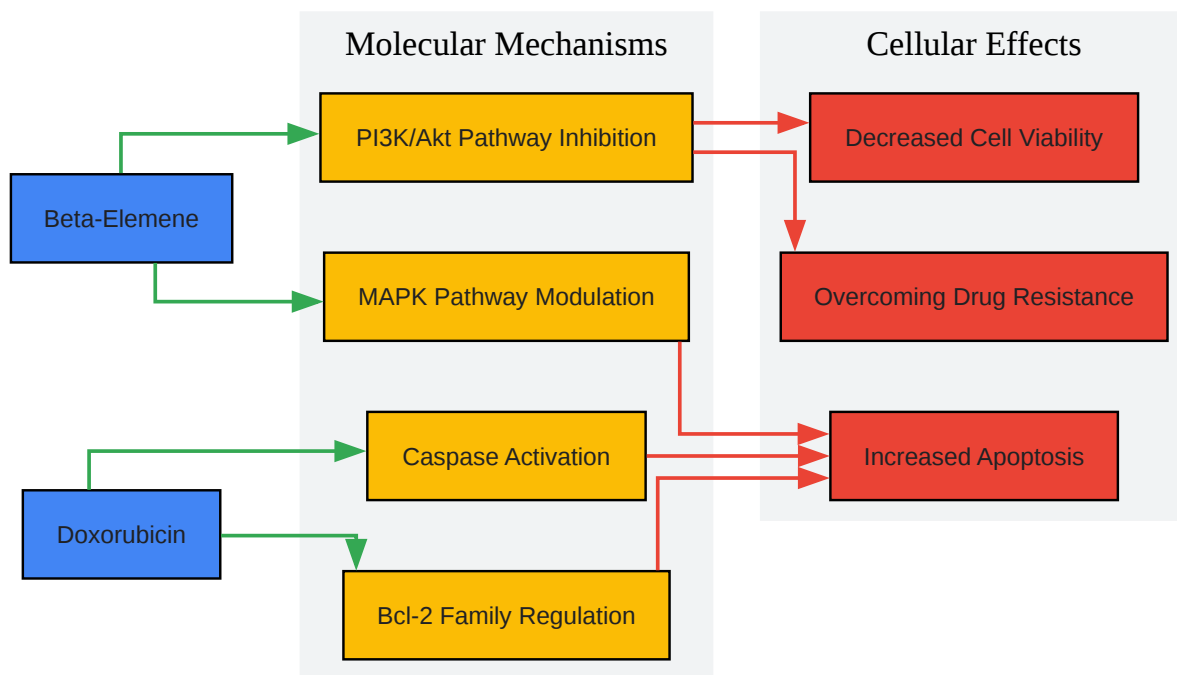 Molecular Mechanisms
Cellular Effects
PI3K/Akt Pathway Inhibition
Decreased Cell Viability
Beta-Elemene
MAPK Pathway Modulation
Overcoming Drug Resistance
Caspase Activation
Increased Apoptosis
Doxorubicin
Bcl-2 Family Regulation